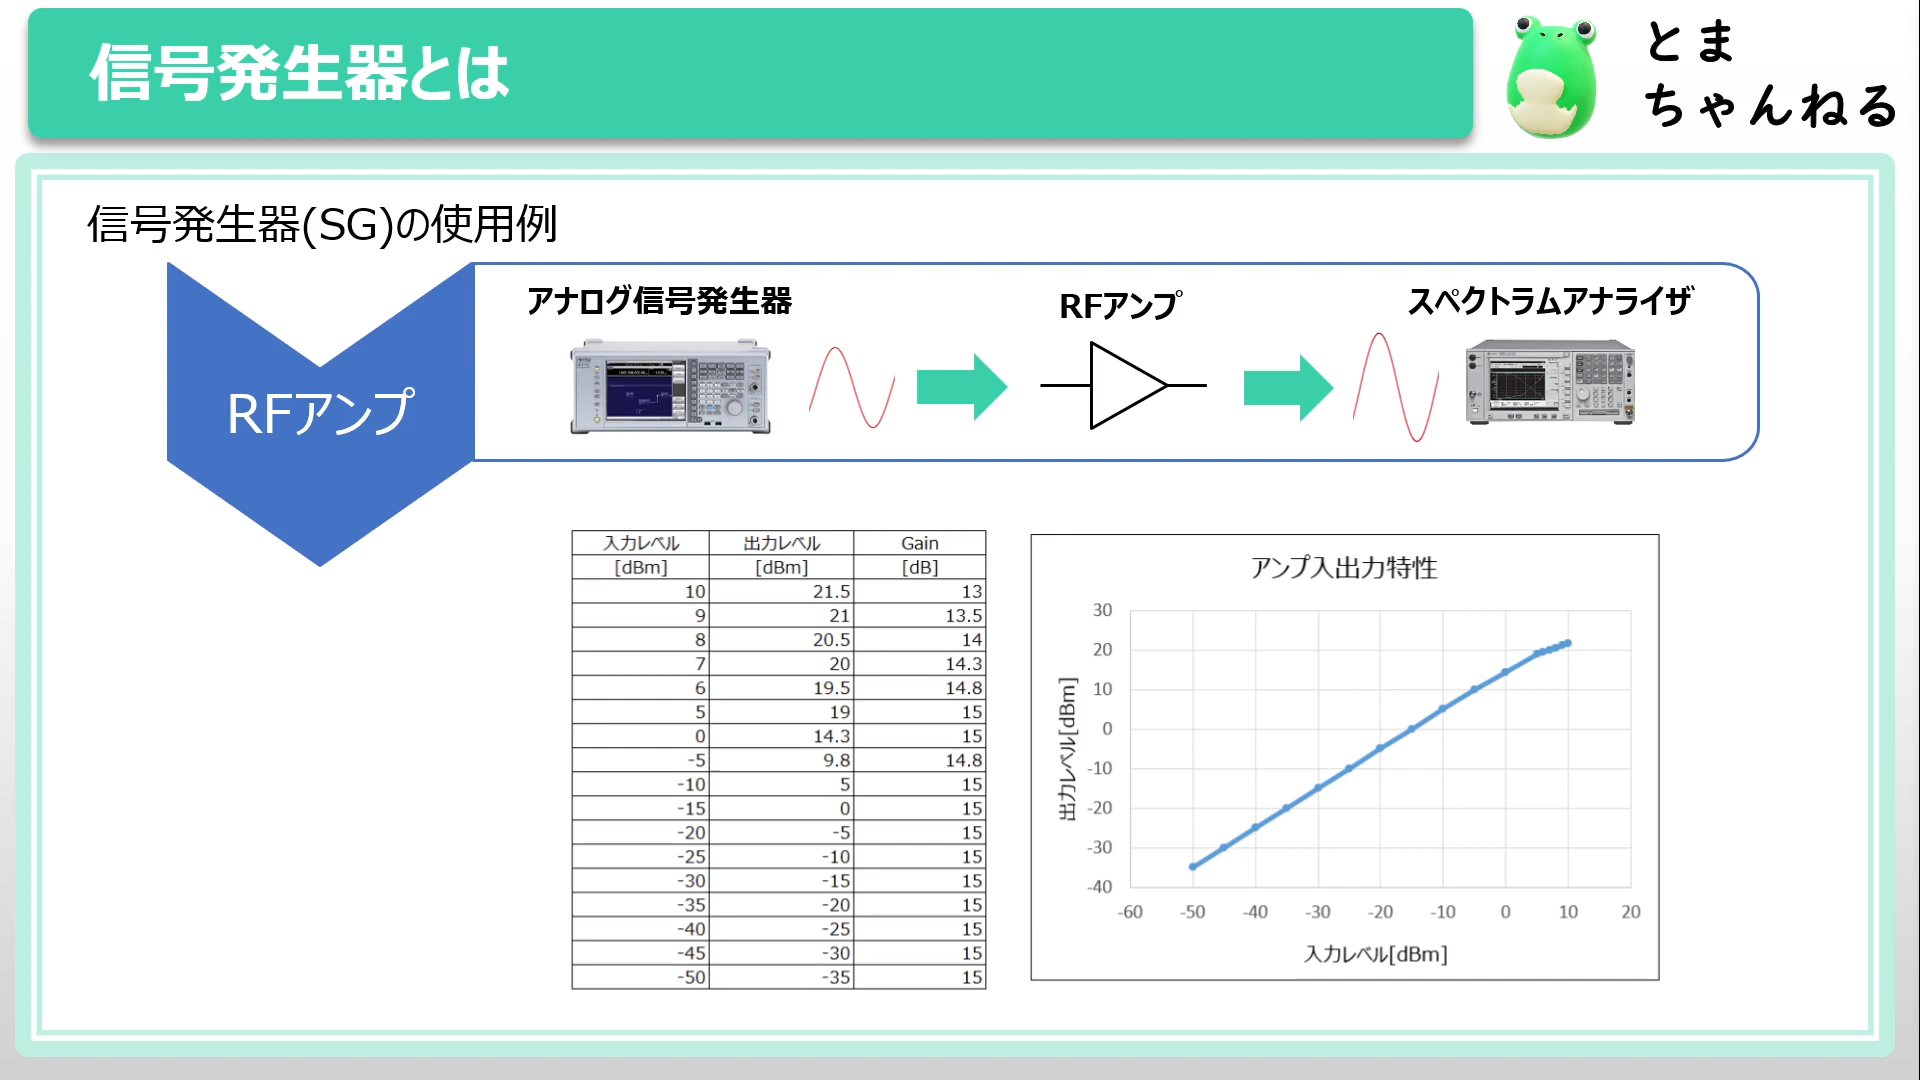 信号発生器とは
とま
ちゃんねる
信号発生器(SG)の使用例
RFアンプ
アナログ信号発生器
RFアンプ
スペクトラムアナライザ
入力レベル 出力レベル Gain
[dBm] [dBm] [dB]
10 21.5 13
9 21 13.5
8 20.5 14
7 20 14.3
6 19.5 14.8
5 19 15
0 14.3 15
-5 9.8 14.8
-10 5 15
-15 0 15
-20 -5 15
-25 -10 15
-30 -15 15
-35 -20 15
-40 -25 15
-45 -30 15
-50 -35 15
アンプ入出力特性
出力レベル[dBm]
30
20
10
0
-10
-20
-30
-40
-60 -50 -40 -30 -20 -10 0 10 20
入力レベル[dBm]